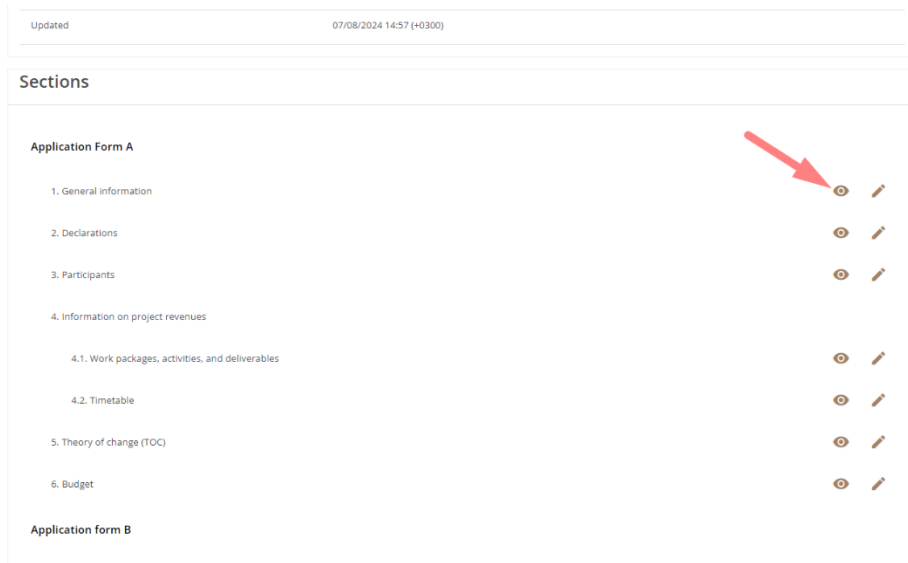 Updated 07/08/2024 14:57 (+0300)
Sections
Application Form A
1. General information
2. Declarations
3. Participants
4. Information on project revenues
4.1. Work packages, activities, and deliverables
4.2. Timetable
5. Theory of change (TOC)
6. Budget
Application form B